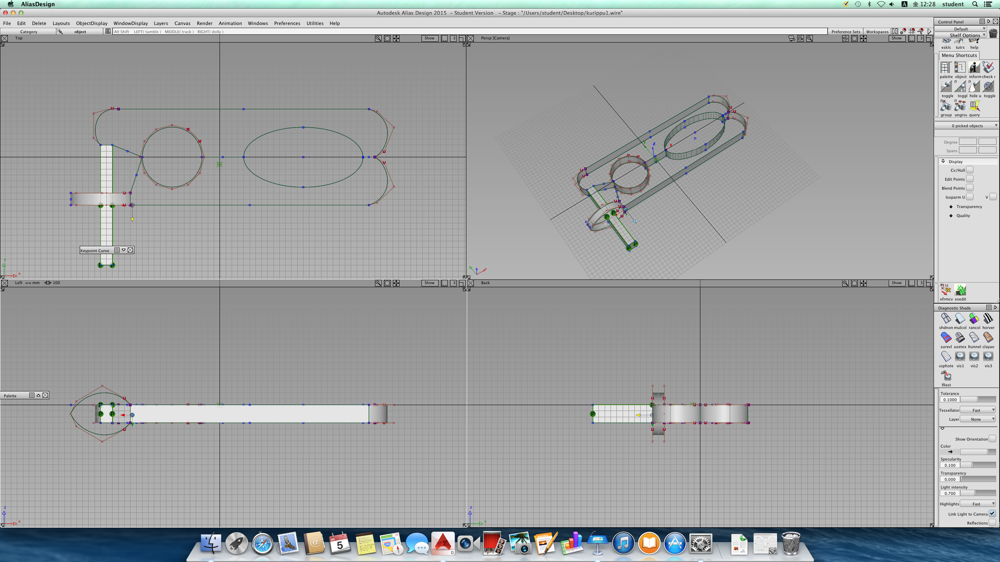 AliasDesign
金 12:28 student
Autodesk Alias Design 2015 - Student Version - Stage : "/Users/student/Desktop/kurippu1.wire"
File Edit Delete Layouts ObjectDisplay WindowDisplay Layers Canvas Render Animation Windows Preferences Utilities Help
Category object Alt Shift LEFT( tumble ) MIDDLE( track ) RIGHT( dolly ) Preference Sets Workspaces
Top Show 3
Persp [Camera] Show 3
Keypoint Curve
Left mm 100 Show 3
Back Show 3
Palette
Control Panel
Default
Shelf Options
eskls tutrs help
Menu Shortcuts
palette object inform check r
toggle toggl hide u toggle
group ungrou query
0 picked objects
Degree
Spans
Display
Cv/Hull
Edit Points
Blend Points
Isoparm U V
Transparency
Quality
xfrmcv xsedit
Diagnostic Shade
shdnon mulcol rancol horver
surevl usetex ltunnel clayao
sophote vis1 vis2 vis3
filest
Tolerance
0.1000
Tessellator Fast
Layer None
Show Orientation
Color
Specularity
0.100
Transparency
0.000
Light intensity
0.700
Highlights Fast
Link Light to Camera
Reflections
9月
5
280
D
PAGES